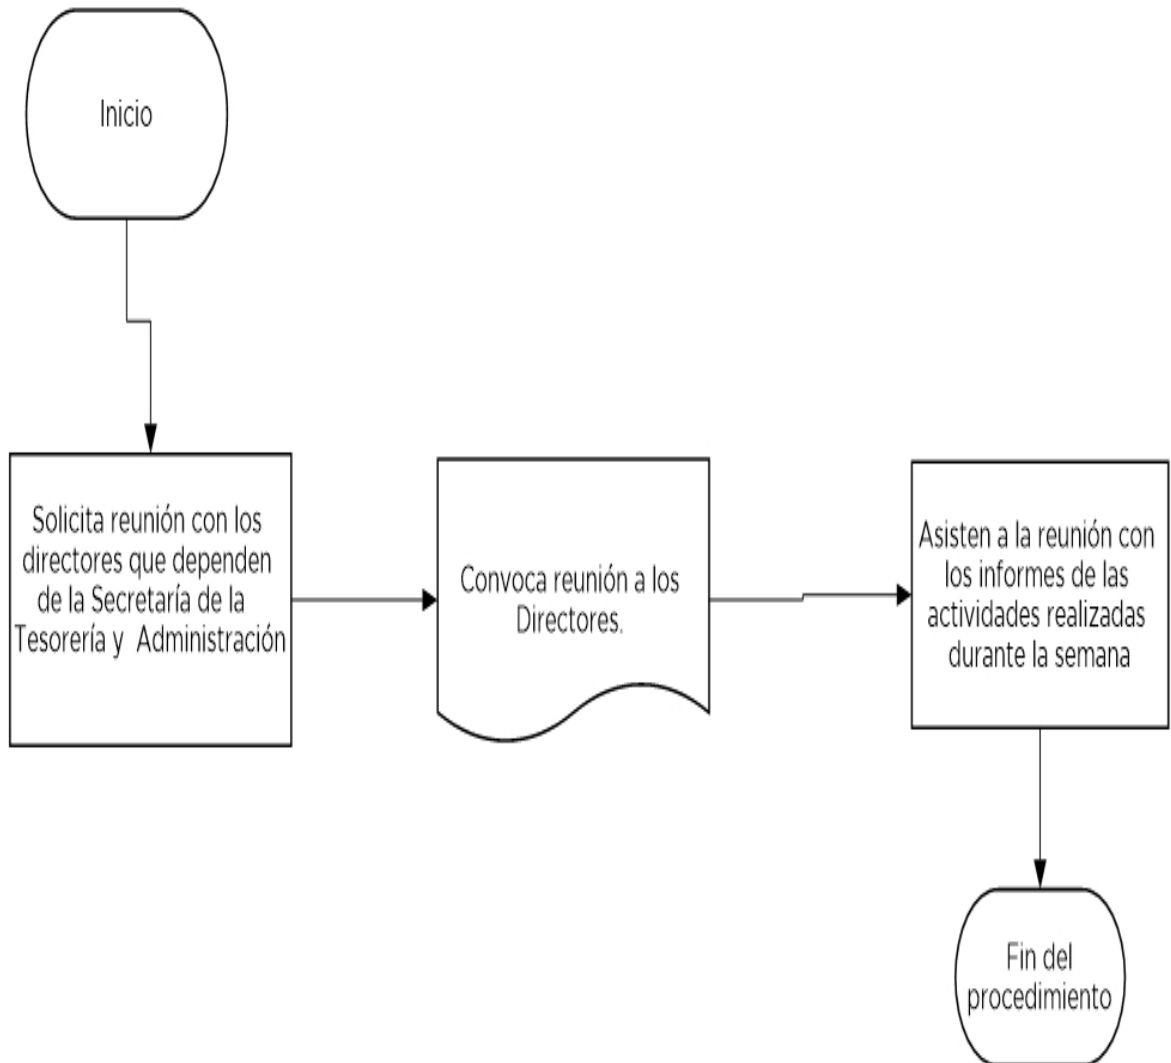 Inicio
Solicita reunión con los
directores que dependen
de la Secretaría de la
Tesorería y Administración
Convoca reunión a los
Directores.
Asisten a la reunión con
los informes de las
actividades realizadas
durante la semana
Fin del
procedimiento